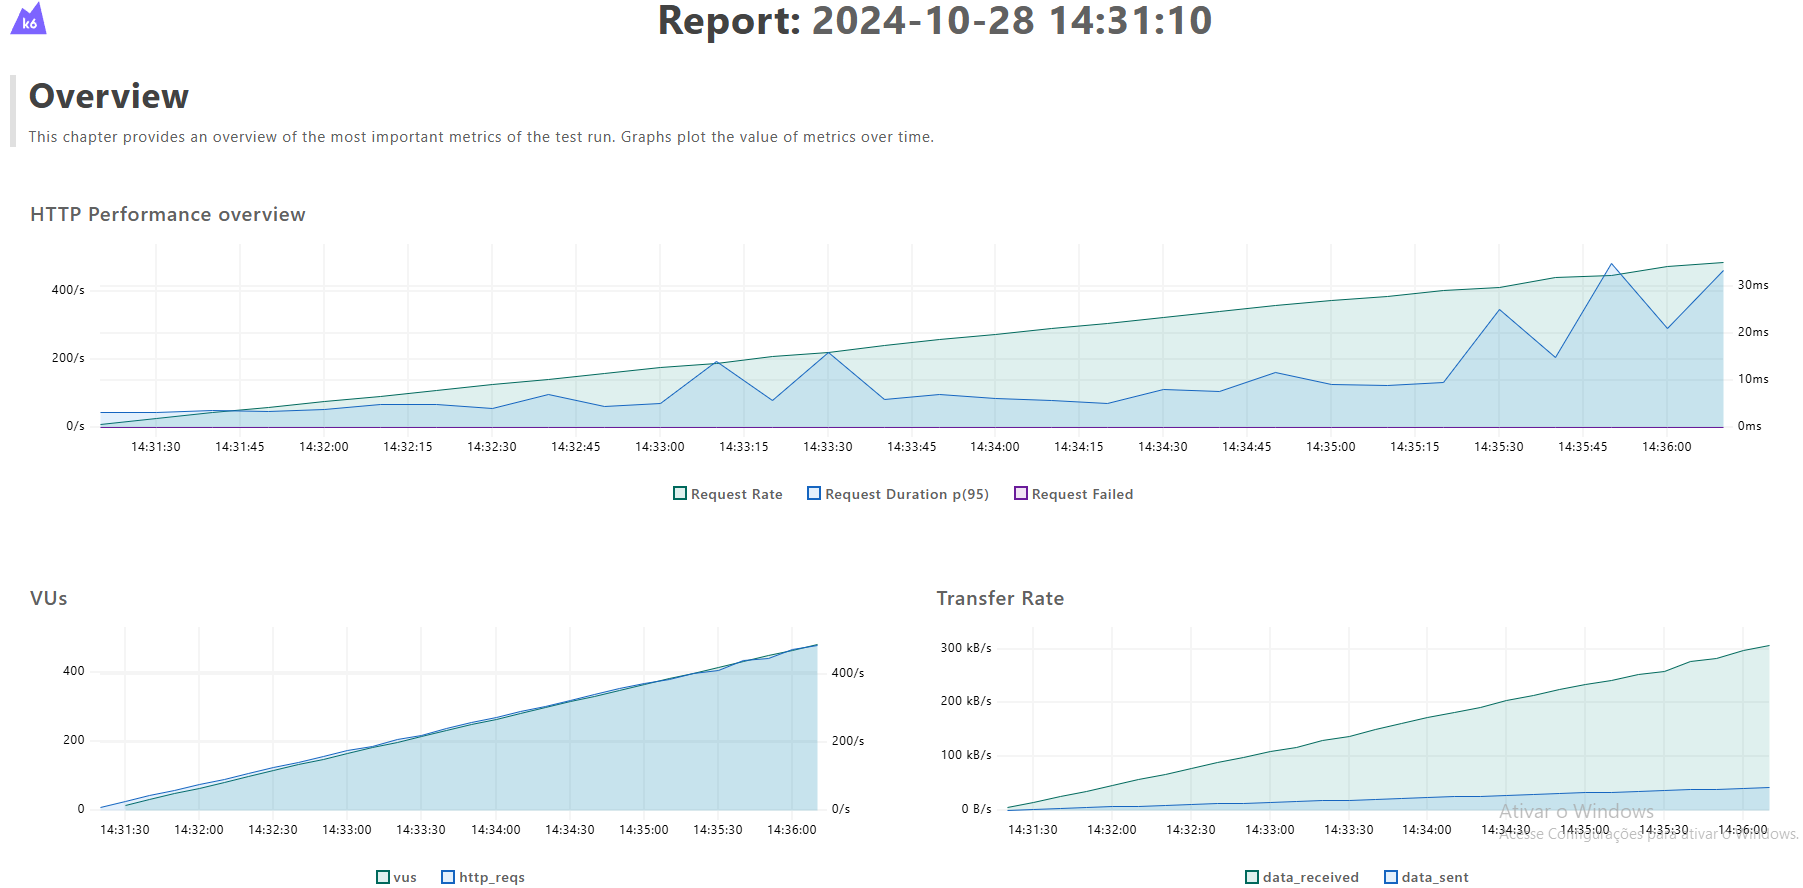 k6
Report: 2024-10-28 14:31:10
Overview
This chapter provides an overview of the most important metrics of the test run. Graphs plot the value of metrics over time.
HTTP Performance overview
400/s
200/s
0/s
30ms
20ms
10ms
0ms
14:31:30 14:31:45 14:32:00 14:32:15 14:32:30 14:32:45 14:33:00 14:33:15 14:33:30 14:33:45 14:34:00 14:34:15 14:34:30 14:34:45 14:35:00 14:35:15 14:35:30 14:35:45 14:36:00
Request Rate Request Duration p(95) Request Failed
VUs
400
200
0
400/s
200/s
0/s
14:31:30 14:32:00 14:32:30 14:33:00 14:33:30 14:34:00 14:34:30 14:35:00 14:35:30 14:36:00
vus http_reqs
Transfer Rate
300 kB/s
200 kB/s
100 kB/s
0 B/s
14:31:30 14:32:00 14:32:30 14:33:00 14:33:30 14:34:00 14:34:30 14:35:00 14:35:30 14:36:00
data_received data_sent
Ativar o Windows
Acesse Configurações para ativar o Windows.